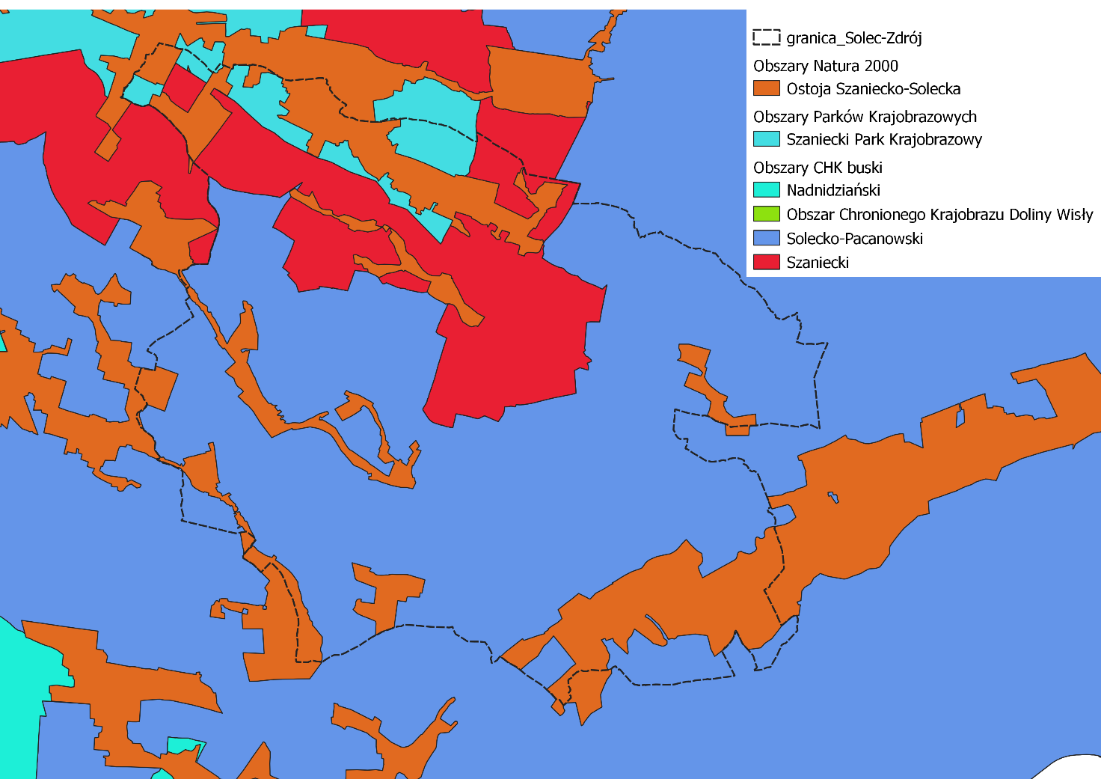 granica_Solec-Zdrój
Obszary Natura 2000
Ostoja Szaniecko-Solecka
Obszary Parków Krajobrazowych
Szaniecki Park Krajobrazowy
Obszary CHK buski
Nadnidziański
Obszar Chronionego Krajobrazu Doliny Wisły
Solecko-Pacanowski
Szaniecki